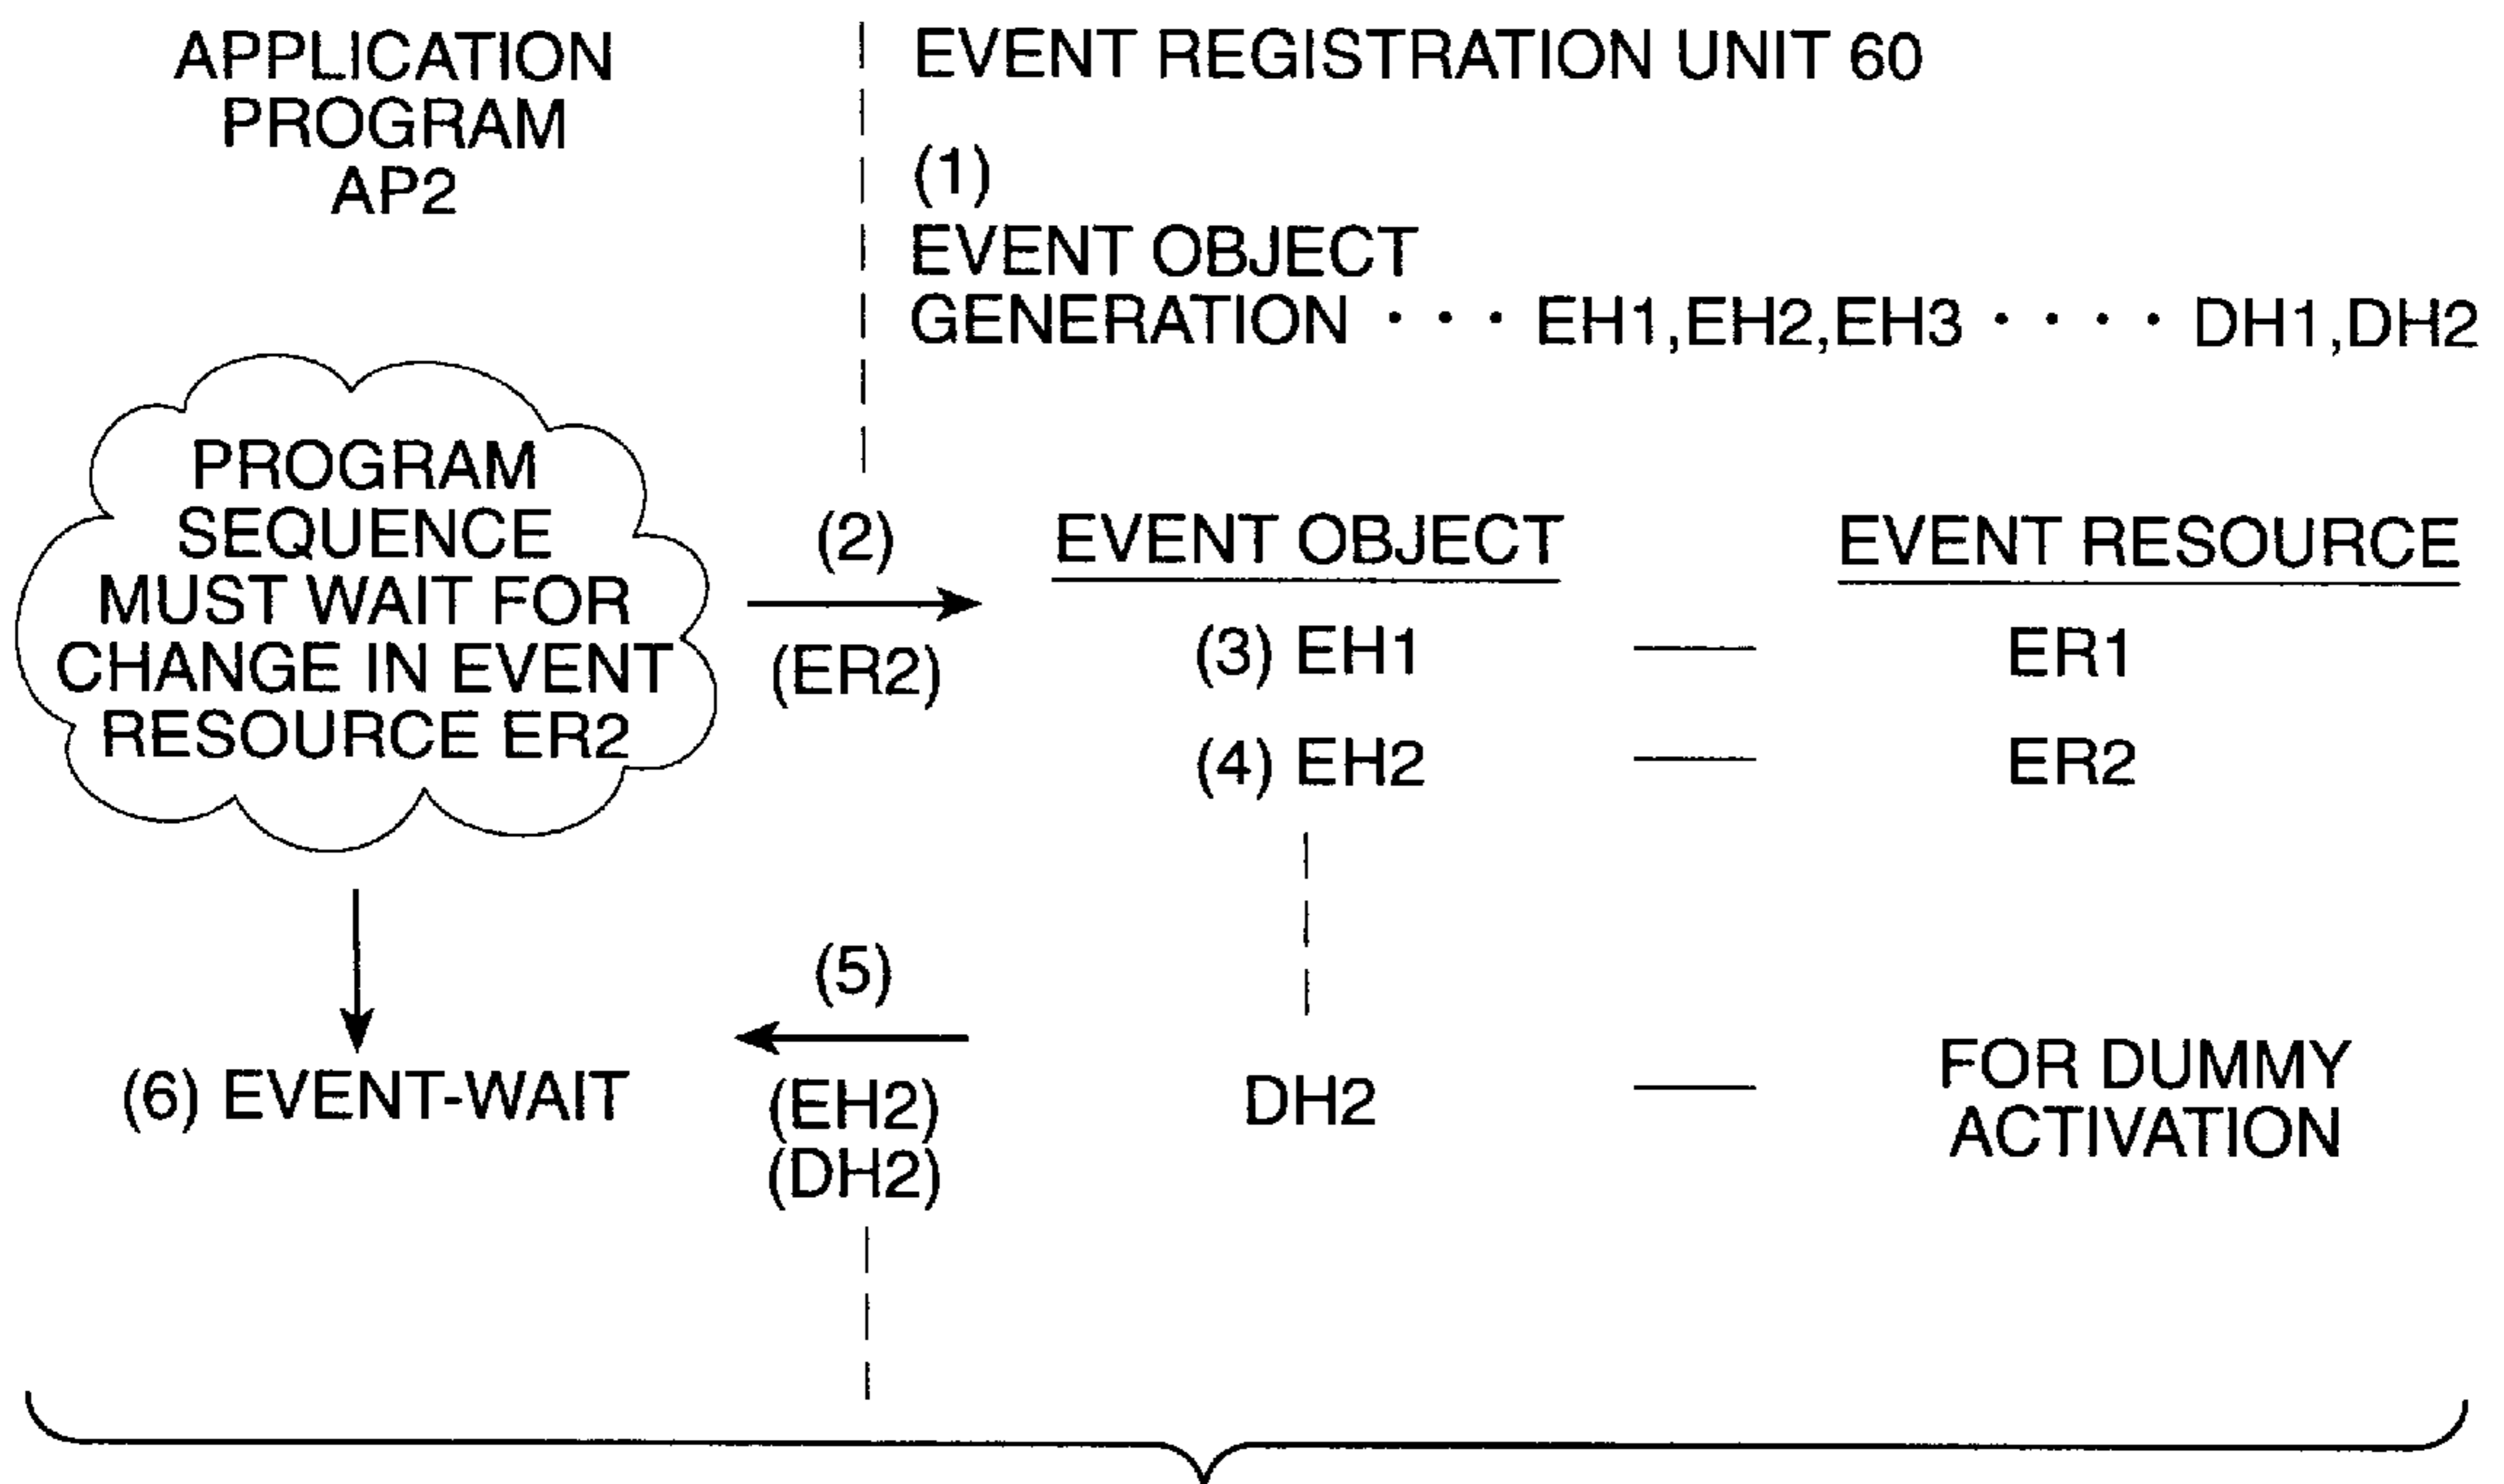 APPLICATION
PROGRAM
AP2
EVENT REGISTRATION UNIT 60
(1)
EVENT OBJECT
GENERATION · · · EH1,EH2,EH3 · · · · DH1,DH2
PROGRAM
SEQUENCE
MUST WAIT FOR
CHANGE IN EVENT
RESOURCE ER2
(2)
(ER2)
EVENT OBJECT EVENT RESOURCE
(3) EH1 — ER1
(4) EH2 — ER2
(5)
(EH2)
(DH2)
DH2 — FOR DUMMY
ACTIVATION
(6) EVENT-WAIT